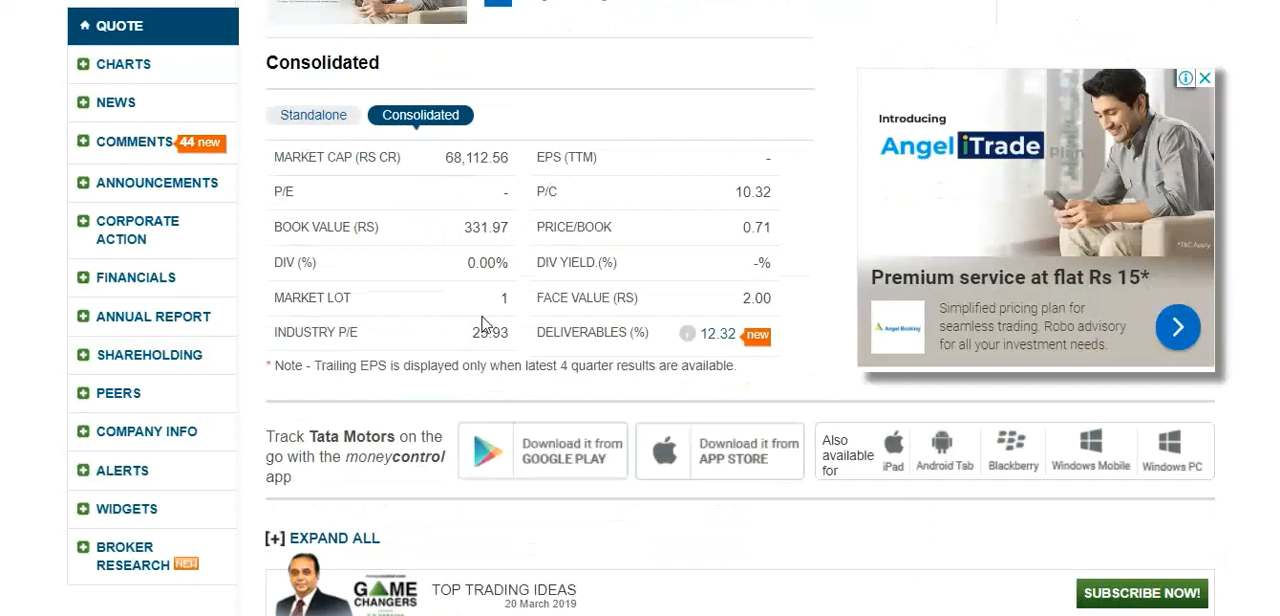 QUOTE
CHARTS
NEWS
COMMENTS 44 new
ANNOUNCEMENTS
CORPORATE
ACTION
FINANCIALS
ANNUAL REPORT
SHAREHOLDING
PEERS
COMPANY INFO
ALERTS
WIDGETS
BROKER
RESEARCH NEW
Consolidated
Standalone Consolidated
MARKET CAP (RS CR) 68,112.56 EPS (TTM) -
P/E - P/C 10.32
BOOK VALUE (RS) 331.97 PRICE/BOOK 0.71
DIV (%) 0.00% DIV YIELD.(%) -%
MARKET LOT 1 FACE VALUE (RS) 2.00
INDUSTRY P/E DELIVERABLES (%) 12.32 new
* Note - Trailing EPS is displayed only when latest 4 quarter results are available.
Track Tata Motors on the
go with the moneycontrol
app
Download it from
GOOGLE PLAY
Download it from
APP STORE
Also
available
for
iPad Android Tab Blackberry Windows Mobile Windows PC
[+] EXPAND ALL
GAME
CHANGERS
TOP TRADING IDEAS
20 March 2019
SUBSCRIBE NOW!
Introducing
Angel iTrade Plan
*T&C Apply
Premium service at flat Rs 15*
Angel Broking
Simplified pricing plan for
seamless trading. Robo advisory
for all your investment needs.